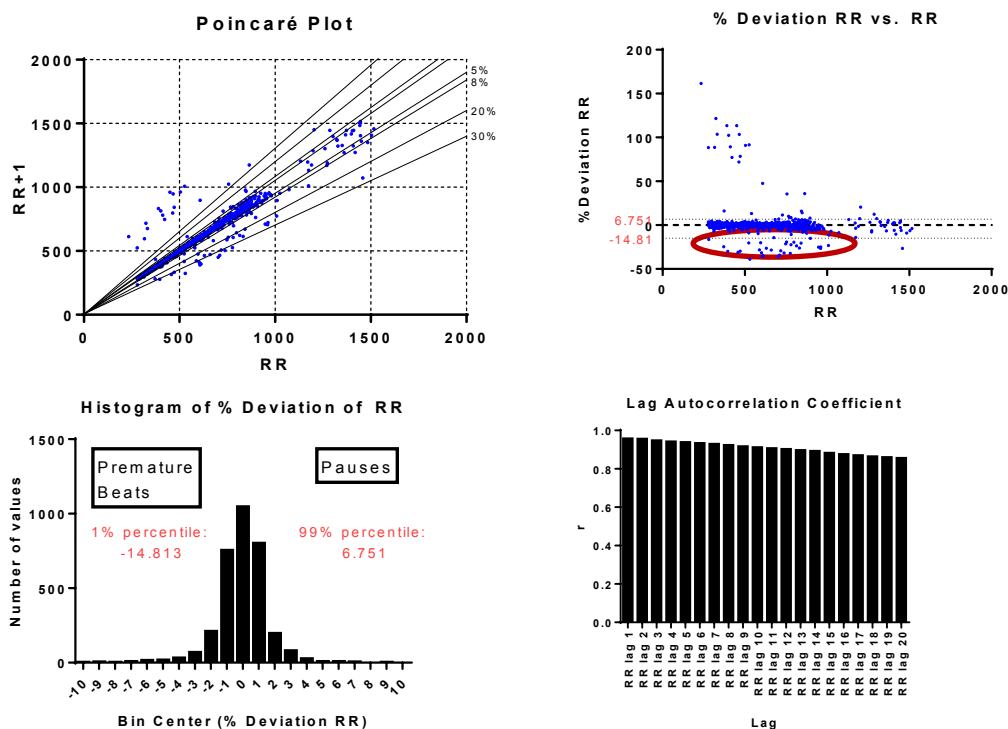 Poincaré Plot
2000
1500
1000
500
0
RR+1
0
500
1000
1500
2000
RR
5%
8%
20%
30%
% Deviation RR vs. RR
200
150
100
50
0
-50
6.751
-14.81
%Deviation RR
0
500
1000
1500
2000
RR
Histogram of % Deviation of RR
1500
1000
500
0
Number of values
Premature
Beats
Pauses
1% percentile:
-14.813
99% percentile:
6.751
-10
-9
-8
-7
-6
-5
-4
-3
-2
-1
0
1
2
3
4
5
6
7
8
9
10
Bin Center (% Deviation RR)
Lag Autocorrelation Coefficient
1.0
0.8
0.6
0.4
0.2
0.0
r
RR lag 1
RR lag 2
RR lag 3
RR lag 4
RR lag 5
RR lag 6
RR lag 7
RR lag 8
RR lag 9
RR lag 10
RR lag 11
RR lag 12
RR lag 13
RR lag 14
RR lag 15
RR lag 16
RR lag 17
RR lag 18
RR lag 19
RR lag 20
Lag